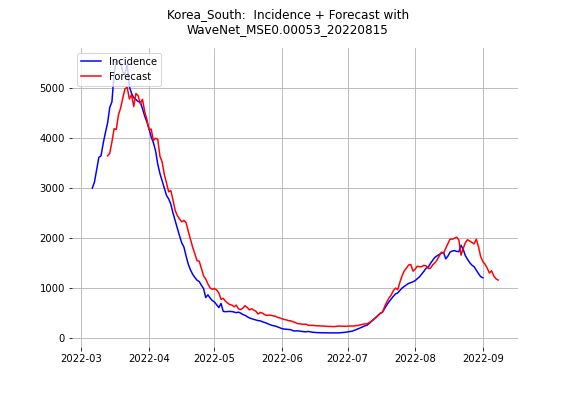 Korea_South:  Incidence + Forecast with
WaveNet_MSE0.00053_20220815
Incidence
Forecast
5000
4000
3000
2000
1000
0
2022-03 2022-04 2022-05 2022-06 2022-07 2022-08 2022-09